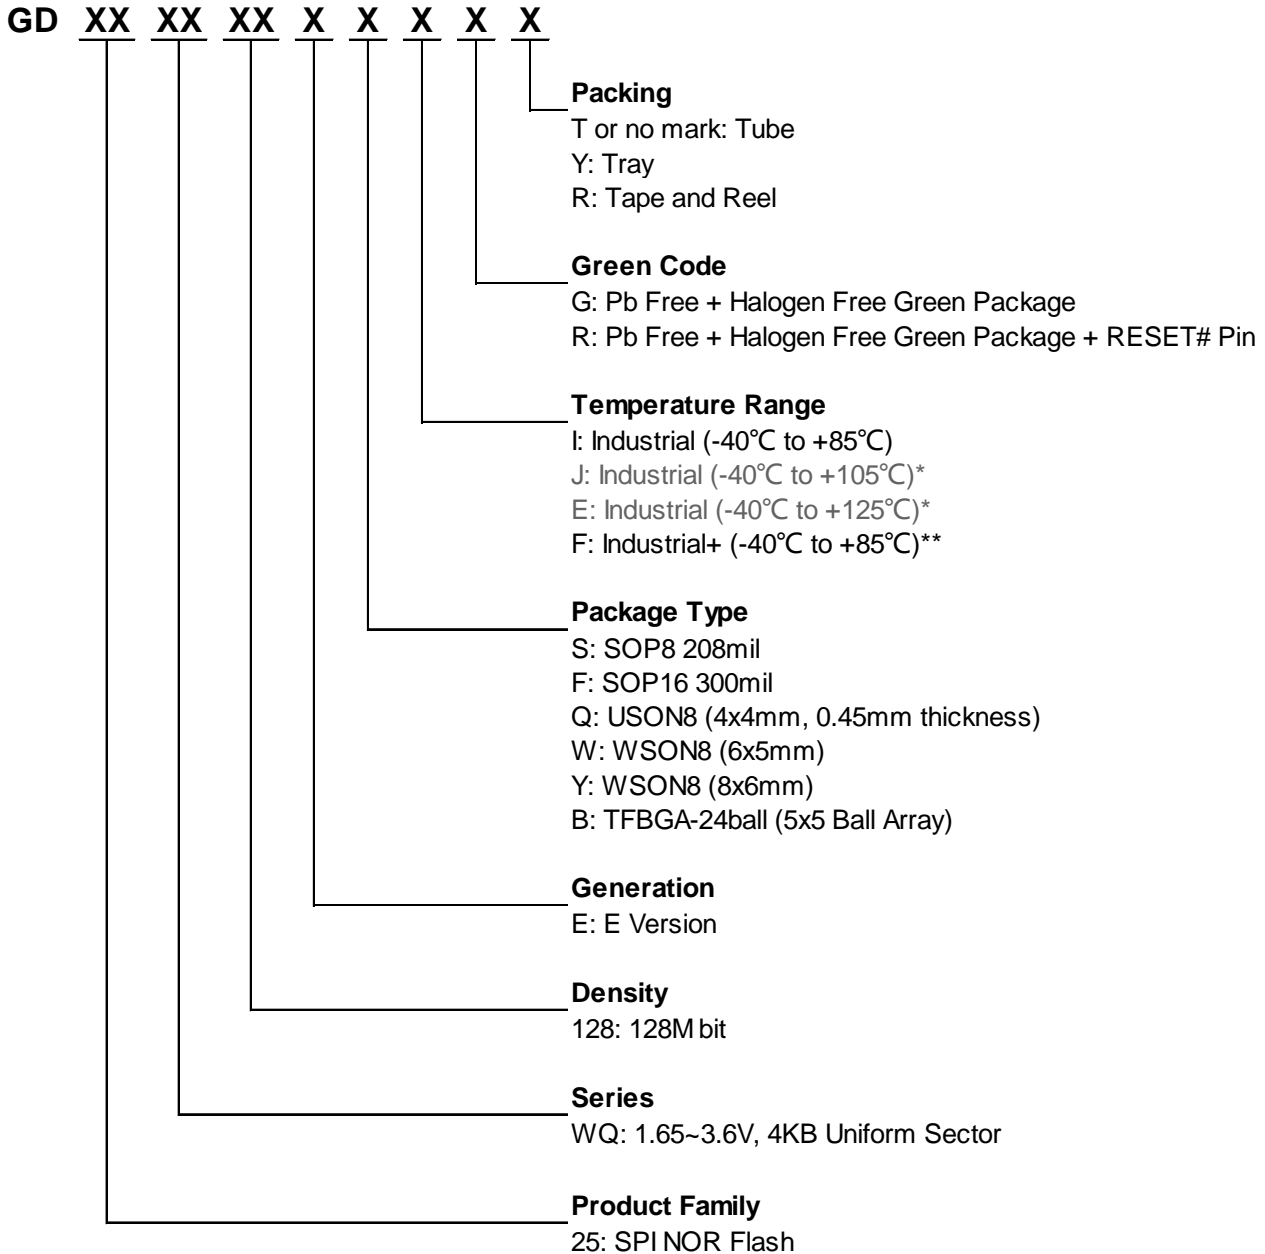 GD XX XX XX X X X X X
Packing
T or no mark: Tube
Y: Tray
R: Tape and Reel
Green Code
G: Pb Free + Halogen Free Green Package
R: Pb Free + Halogen Free Green Package + RESET# Pin
Temperature Range
I: Industrial (-40℃ to +85℃)
J: Industrial (-40℃ to +105℃)*
E: Industrial (-40℃ to +125℃)*
F: Industrial+ (-40℃ to +85℃)**
Package Type
S: SOP8 208mil
F: SOP16 300mil
Q: USON8 (4x4mm, 0.45mm thickness)
W: WSON8 (6x5mm)
Y: WSON8 (8x6mm)
B: TFBGA-24ball (5x5 Ball Array)
Generation
E: E Version
Density
128: 128Mbit
Series
WQ: 1.65~3.6V, 4KB Uniform Sector
Product Family
25: SPI NOR Flash